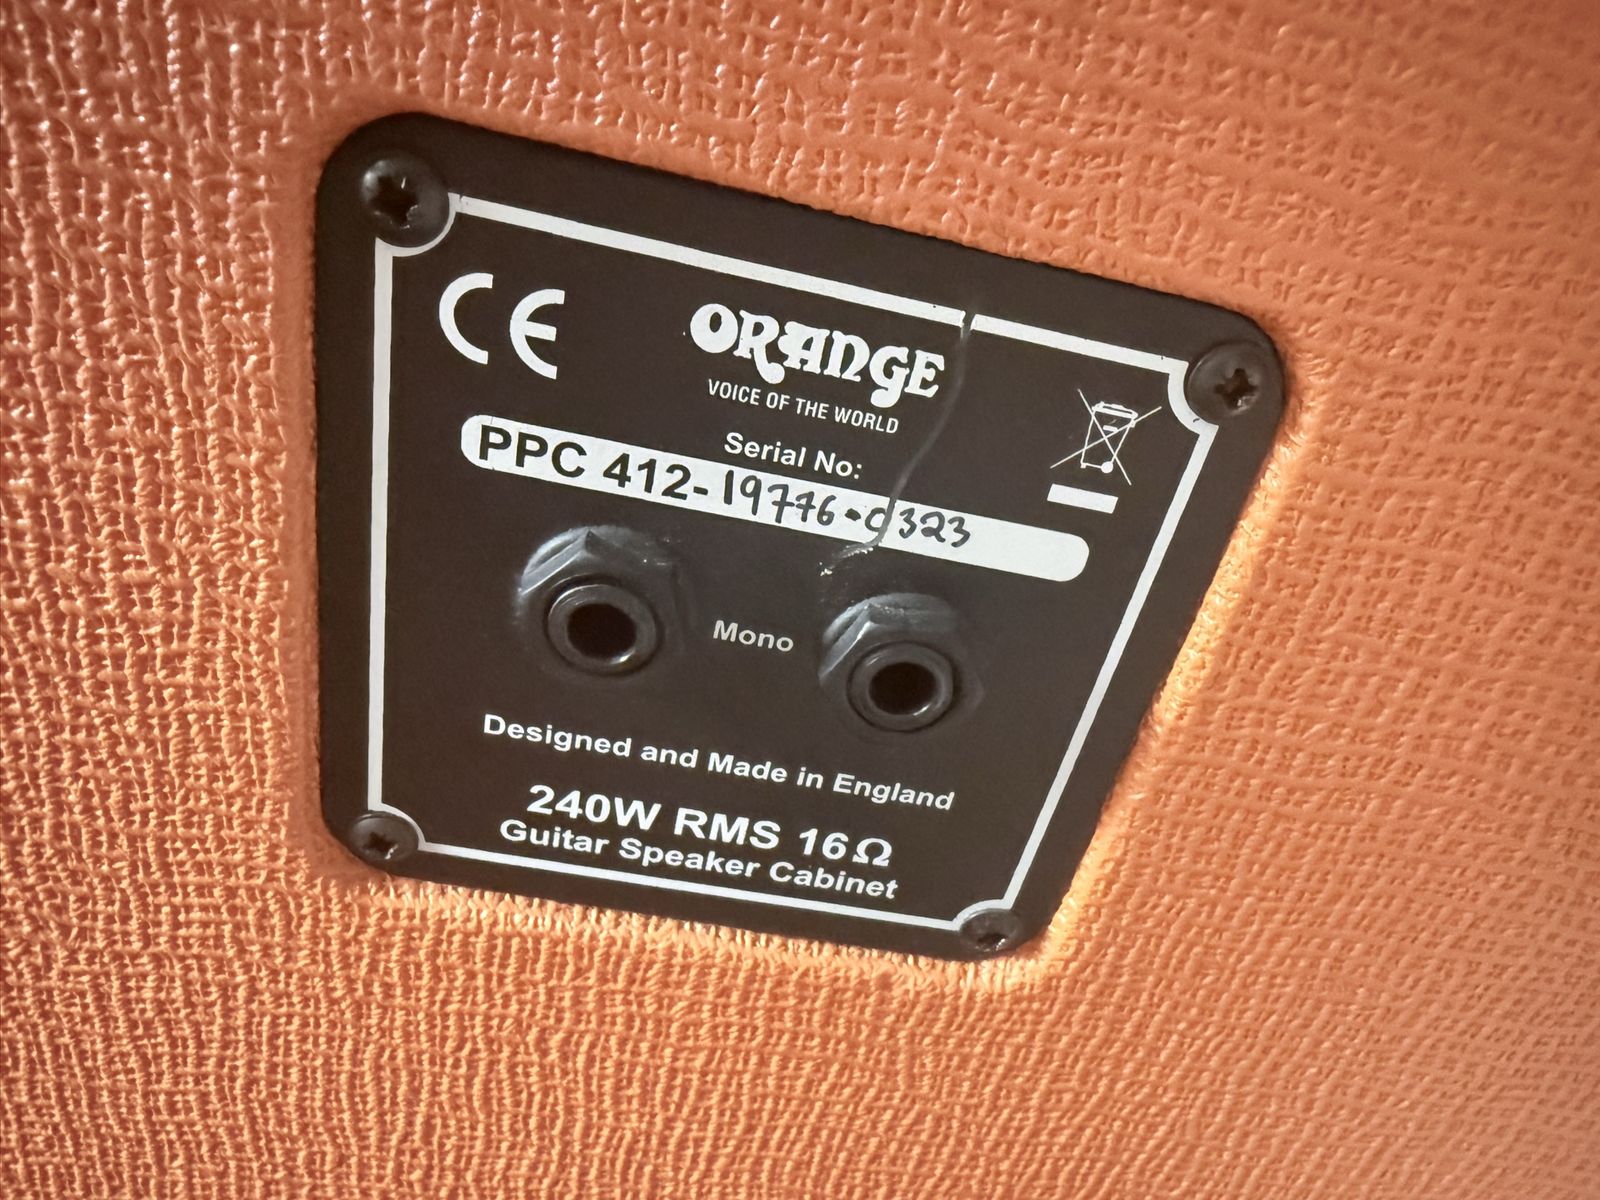 CE
ORANGE
VOICE OF THE WORLD
Serial No:
PPC 412-19776-0323
Mono
Designed and Made in England
240W RMS 16Ω
Guitar Speaker Cabinet